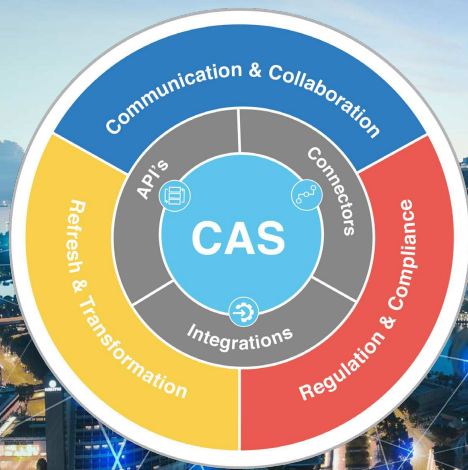 Communication & Collaboration
API's
Connectors
CAS
Integrations
Refresh & Transformation
Regulation & Compliance